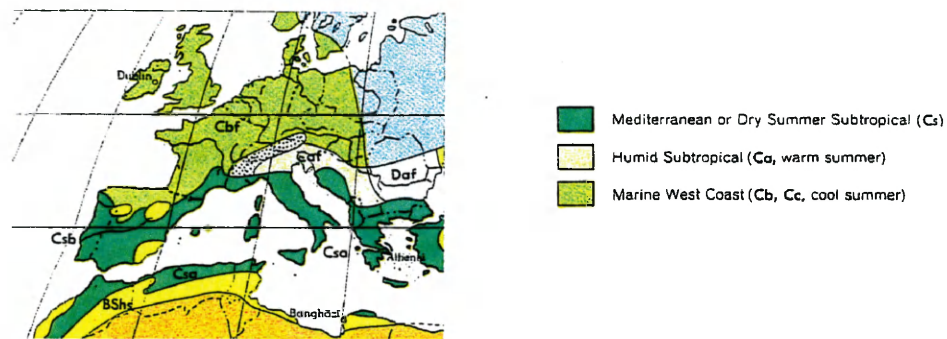 Dublin
Cbf
Caf
Daf
Csb
Csa
Athens
Csa
BShs
Banghāzī
Mediterranean or Dry Summer Subtropical (Cs)
Humid Subtropical (Ca, warm summer)
Marine West Coast (Cb, Cc, cool summer)